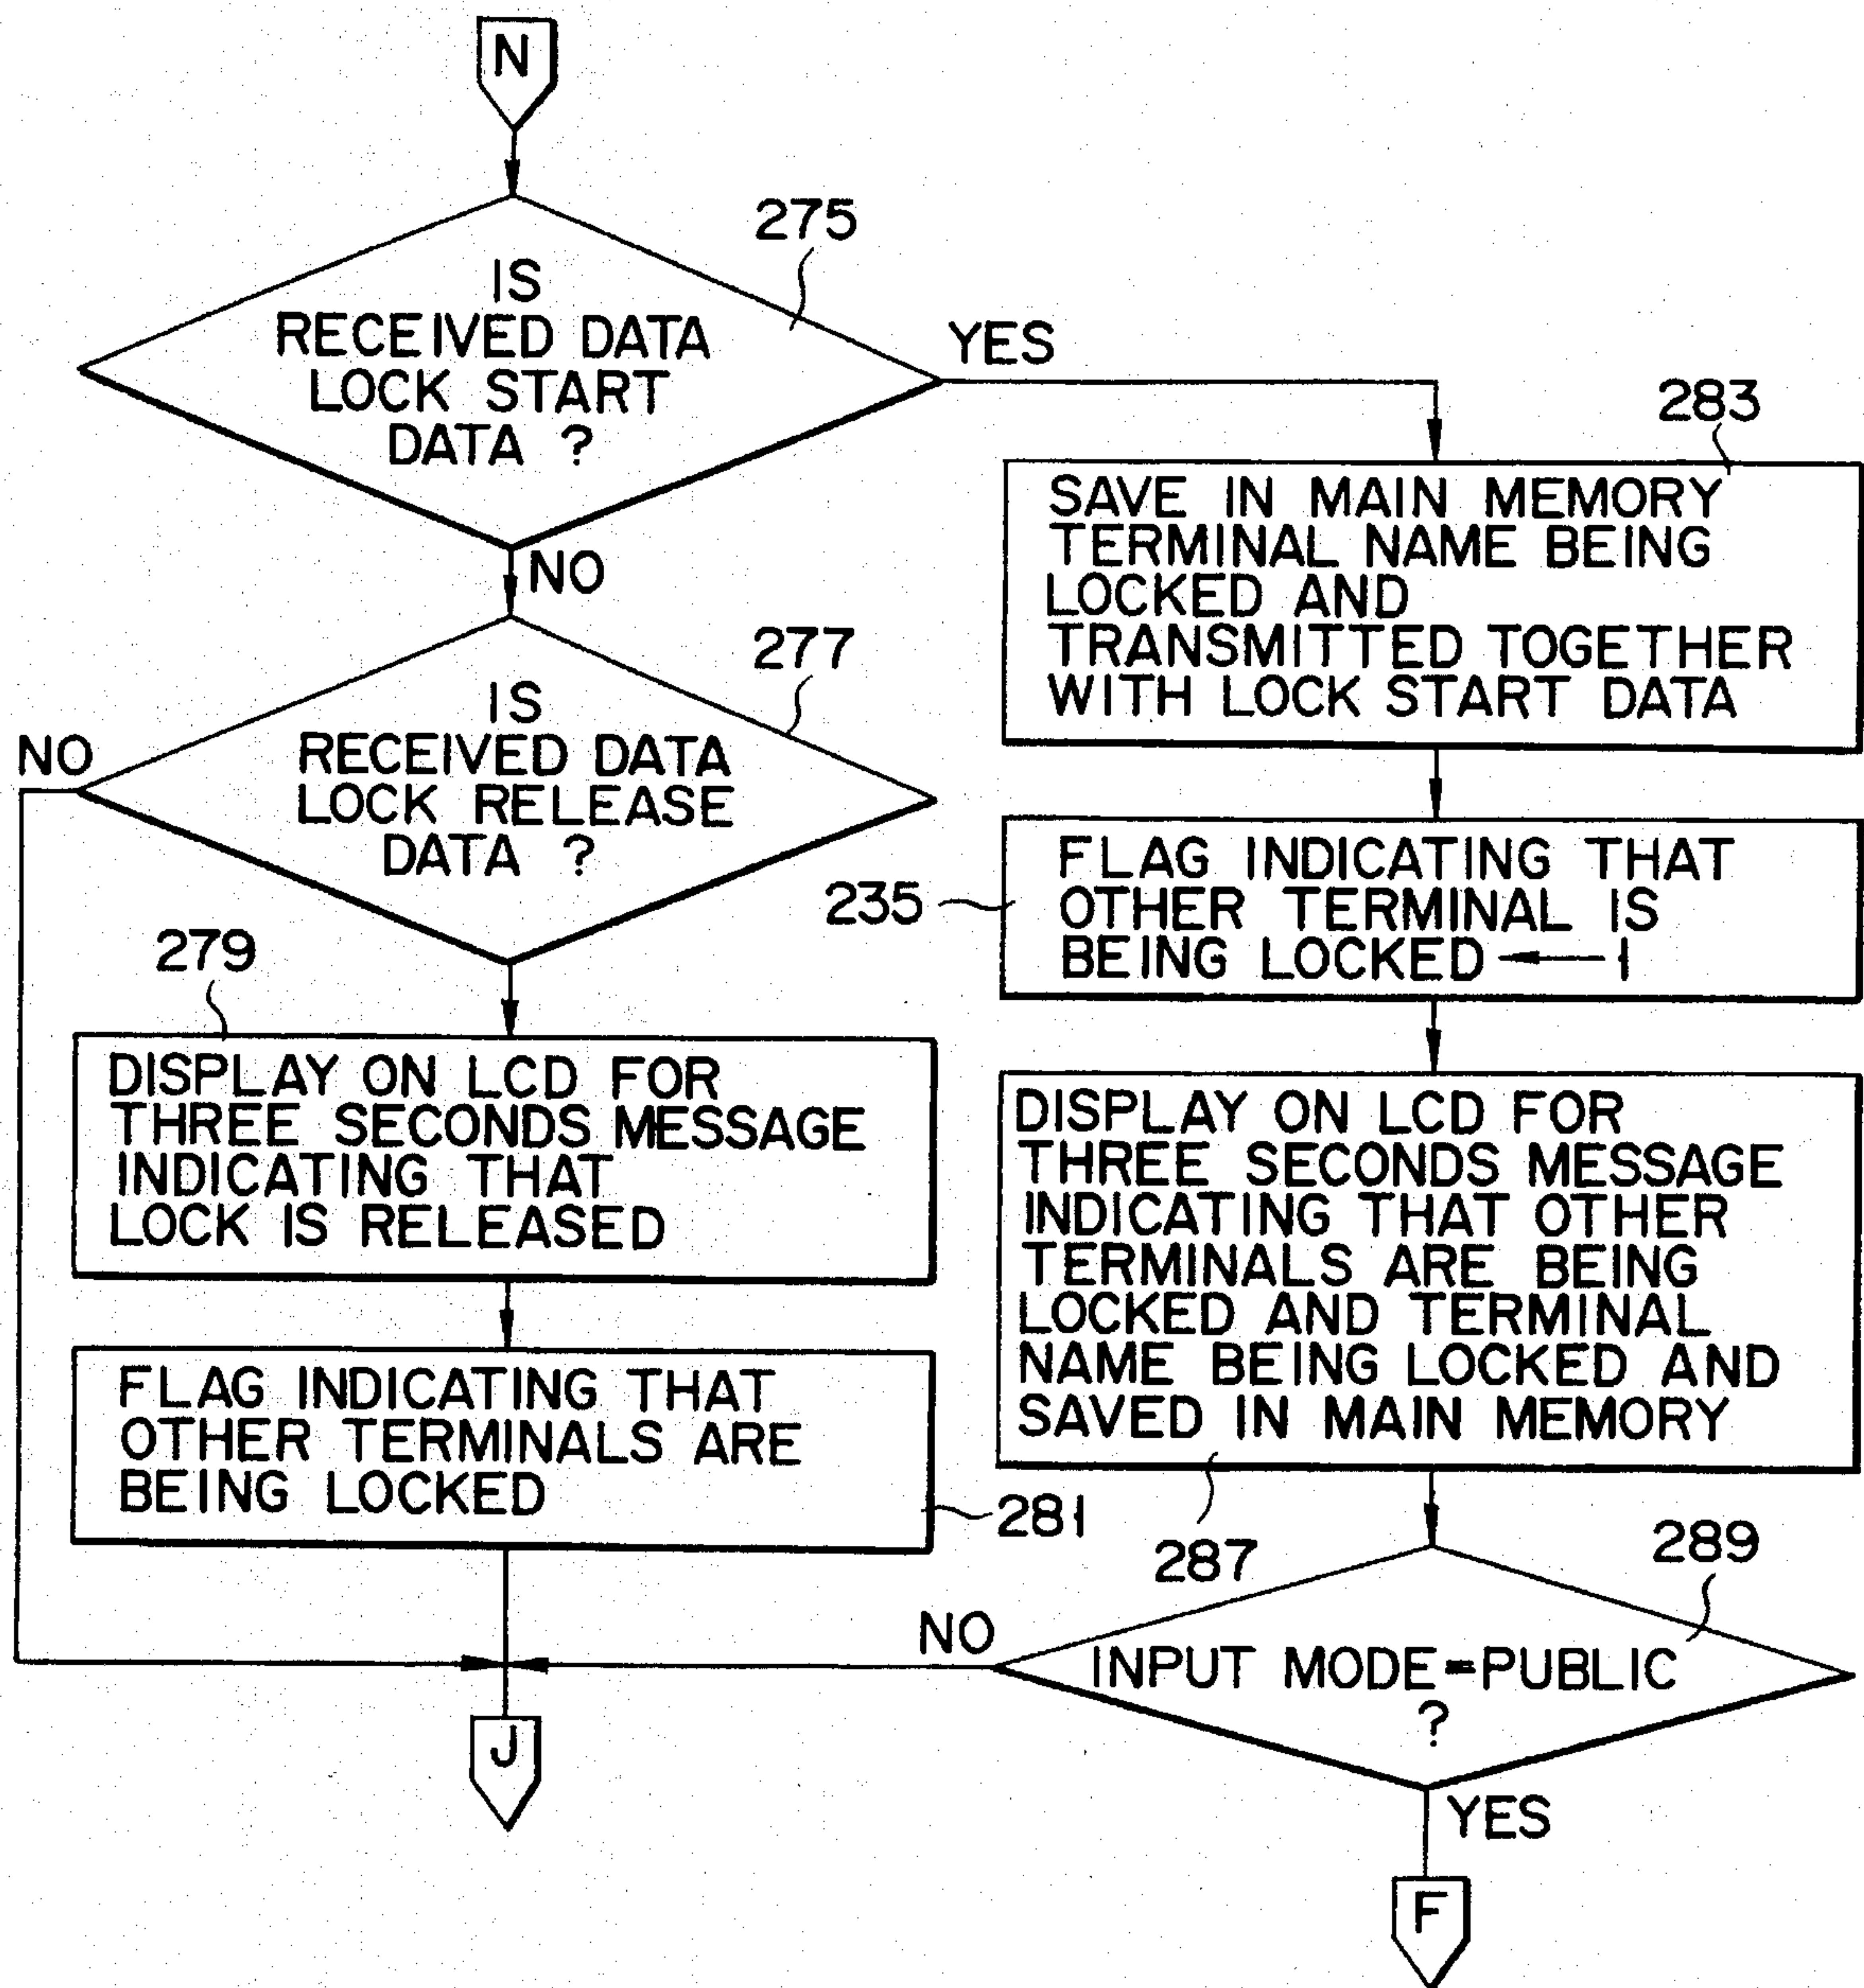 N
275
IS
RECEIVED DATA
LOCK START
DATA ?
YES
NO
283
SAVE IN MAIN MEMORY
TERMINAL NAME BEING
LOCKED AND
TRANSMITTED TOGETHER
WITH LOCK START DATA
277
IS
RECEIVED DATA
LOCK RELEASE
DATA ?
NO
235
FLAG INDICATING THAT
OTHER TERMINAL IS
BEING LOCKED ← 1
279
DISPLAY ON LCD FOR
THREE SECONDS MESSAGE
INDICATING THAT
LOCK IS RELEASED
DISPLAY ON LCD FOR
THREE SECONDS MESSAGE
INDICATING THAT OTHER
TERMINALS ARE BEING
LOCKED AND TERMINAL
NAME BEING LOCKED AND
SAVED IN MAIN MEMORY
287
FLAG INDICATING THAT
OTHER TERMINALS ARE
BEING LOCKED
281
289
INPUT MODE=PUBLIC
?
NO
YES
J
F